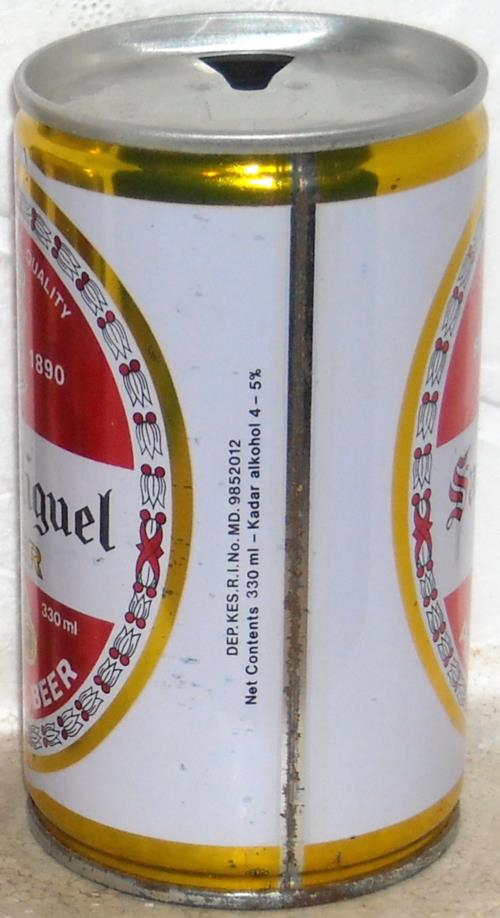 QUALITY
1890
guel
R
330 ml
BEER
DEP. KES. R. I. No. MD. 9852012
Net Contents 330 ml – Kadar alkohol 4 – 5%
S